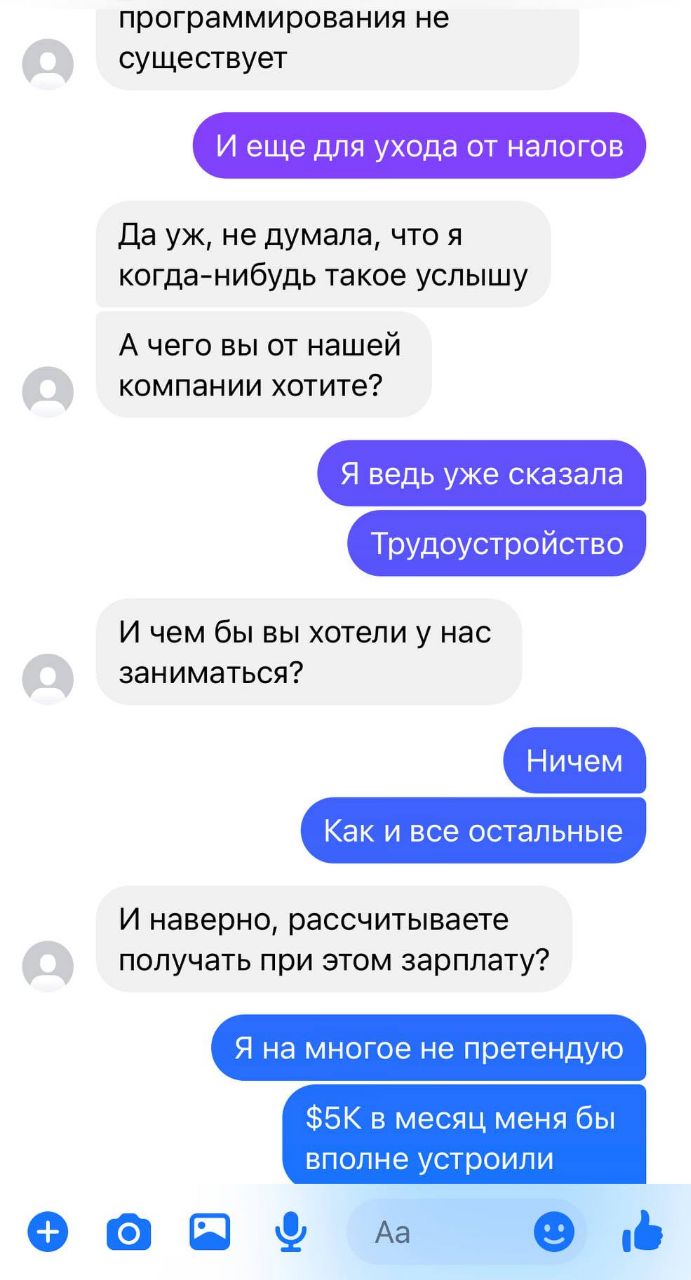 программирования не
существует
И еще для ухода от налогов
Да уж, не думала, что я
когда-нибудь такое услышу
А чего вы от нашей
компании хотите?
Я ведь уже сказала
Трудоустройство
И чем бы вы хотели у нас
заниматься?
Ничем
Как и все остальные
И наверно, рассчитываете
получать при этом зарплату?
Я на многое не претендую
$5K в месяц меня бы
вполне устроили
Aa